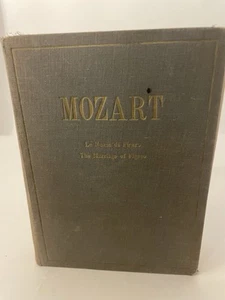 MOZART
Le Nozze di Figaro
The Marriage of Figaro